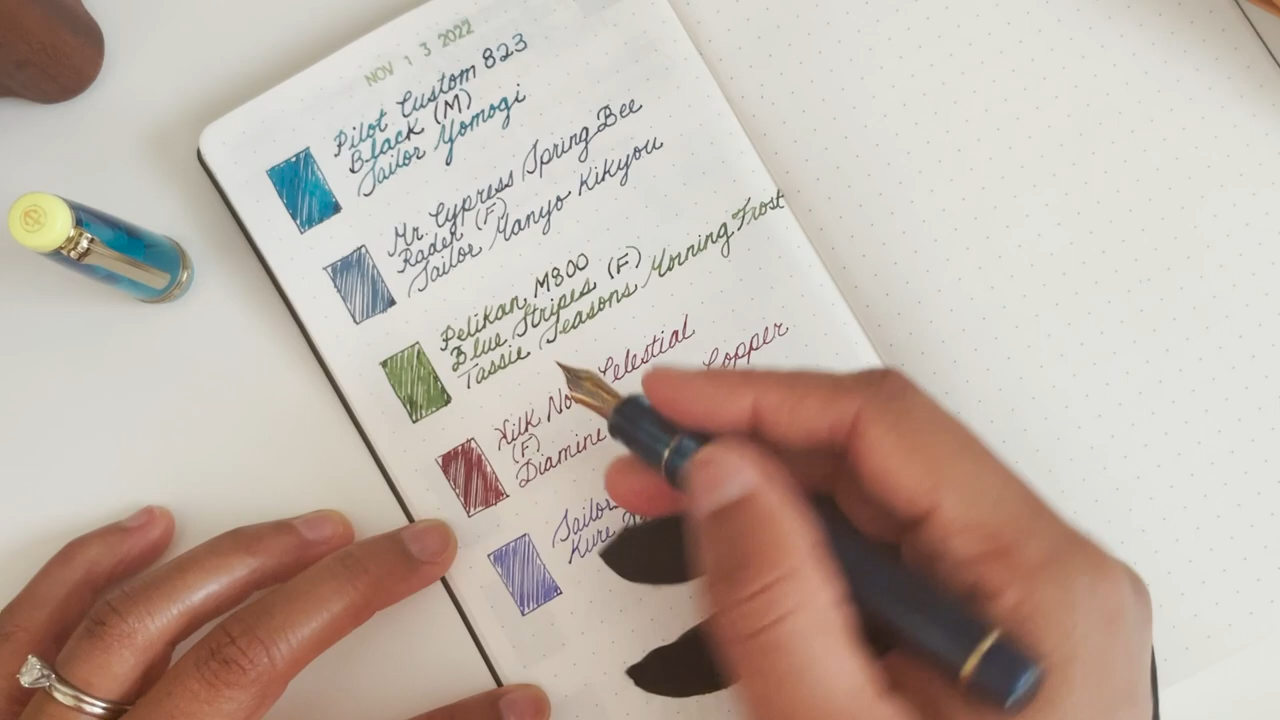 NOV 1 3 2022
Pilot Custom 823
Black (M)
Sailor Yomogi
Mr. Cypress Spring Bee
Raden (F)
Sailor Manyo Kikyou
Pelikan M800
Blue Stripes (F)
Tassie Seasons Morning Frost
Celestial
(F)
Diamine Copper
Sailor
Kure